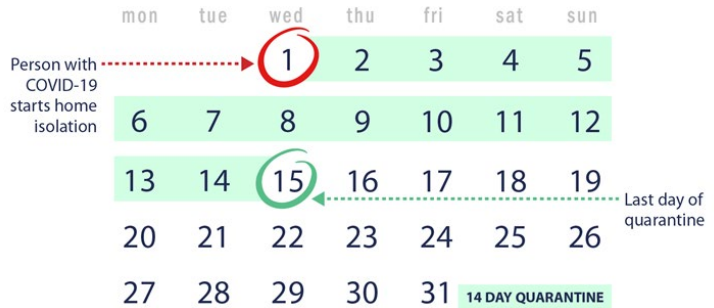 mon tue wed thu fri sat sun
Person with
COVID-19
starts home
isolation
1 2 3 4 5
6 7 8 9 10 11 12
13 14 15 16 17 18 19
Last day of
quarantine
20 21 22 23 24 25 26
27 28 29 30 31
14 DAY QUARANTINE